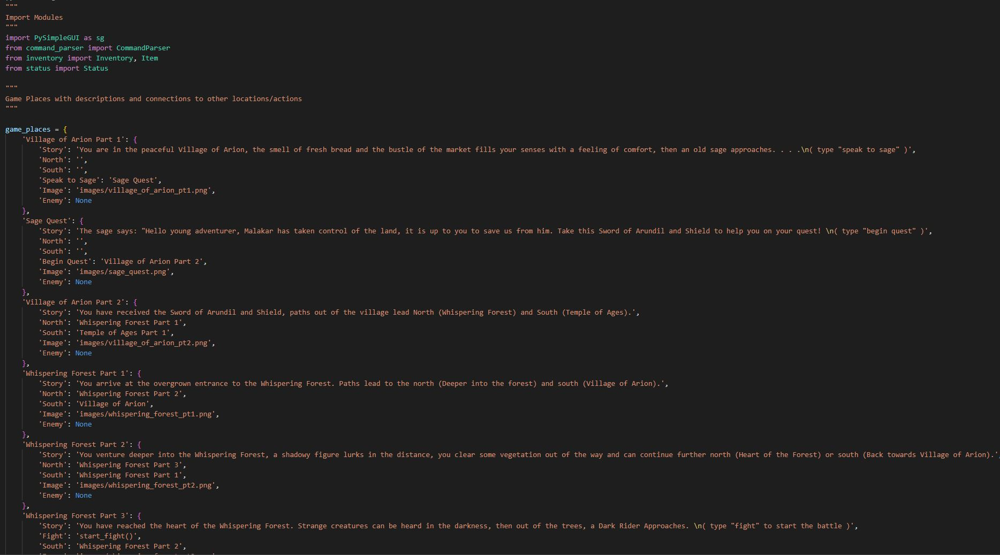 """
Import Modules
"""
import PySimpleGUI as sg
from command_parser import CommandParser
from inventory import Inventory, Item
from status import Status

"""
Game Places with descriptions and connections to other locations/actions
"""

game_places = {
    'Village of Arion Part 1': {
        'Story': 'You are in the peaceful Village of Arion, the smell of fresh bread and the bustle of the market fills your senses with a feeling of comfort, then an old sage approaches. . . .\n( type "speak to sage" )',
        'North': '',
        'South': '',
        'Speak to Sage': 'Sage Quest',
        'Image': 'images/village_of_arion_pt1.png',
        'Enemy': None
    },
    'Sage Quest': {
        'Story': 'The sage says: "Hello young adventurer, Malakar has taken control of the land, it is up to you to save us from him. Take this Sword of Arundil and Shield to help you on your quest! \n( type "begin quest" )',
        'North': '',
        'South': '',
        'Begin Quest': 'Village of Arion Part 2',
        'Image': 'images/sage_quest.png',
        'Enemy': None
    },
    'Village of Arion Part 2': {
        'Story': 'You have received the Sword of Arundil and Shield, paths out of the village lead North (Whispering Forest) and South (Temple of Ages).',
        'North': 'Whispering Forest Part 1',
        'South': 'Temple of Ages Part 1',
        'Image': 'images/village_of_arion_pt2.png',
        'Enemy': None
    },
    'Whispering Forest Part 1': {
        'Story': 'You arrive at the overgrown entrance to the Whispering Forest. Paths lead to the north (Deeper into the forest) and south (Village of Arion).',
        'North': 'Whispering Forest Part 2',
        'South': 'Village of Arion',
        'Image': 'images/whispering_forest_pt1.png',
        'Enemy': None
    },
    'Whispering Forest Part 2': {
        'Story': 'You venture deeper into the Whispering Forest, a shadowy figure lurks in the distance, you clear some vegetation out of the way and can continue further north (Heart of the Forest) or south (Back towards Village of Arion).',
        'North': 'Whispering Forest Part 3',
        'South': 'Whispering Forest Part 1',
        'Image': 'images/whispering_forest_pt2.png',
        'Enemy': None
    },
    'Whispering Forest Part 3': {
        'Story': 'You have reached the heart of the Whispering Forest. Strange creatures can be heard in the darkness, then out of the trees, a Dark Rider Approaches. \n( type "fight" to start the battle )',
        'Fight': 'start_fight()',
        'South': 'Whispering Forest Part 2',